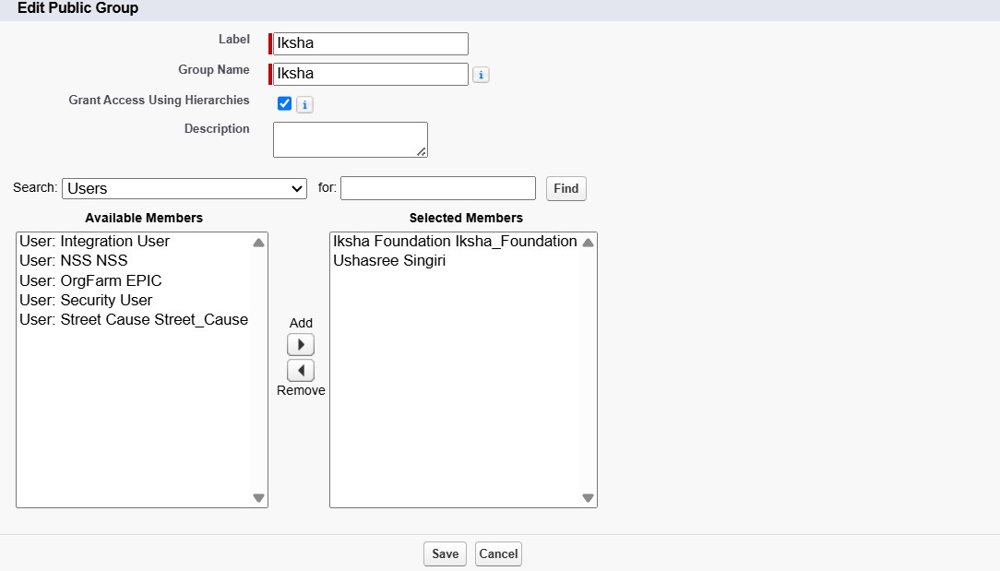 Edit Public Group
Label
Iksha
Group Name
Iksha
i
Grant Access Using Hierarchies
i
Description
Search:
Users
for:
Find
Available Members
User: Integration User
User: NSS NSS
User: OrgFarm EPIC
User: Security User
User: Street Cause Street_Cause
Add
Remove
Selected Members
Iksha Foundation Iksha_Foundation
Ushasree Singiri
Save
Cancel